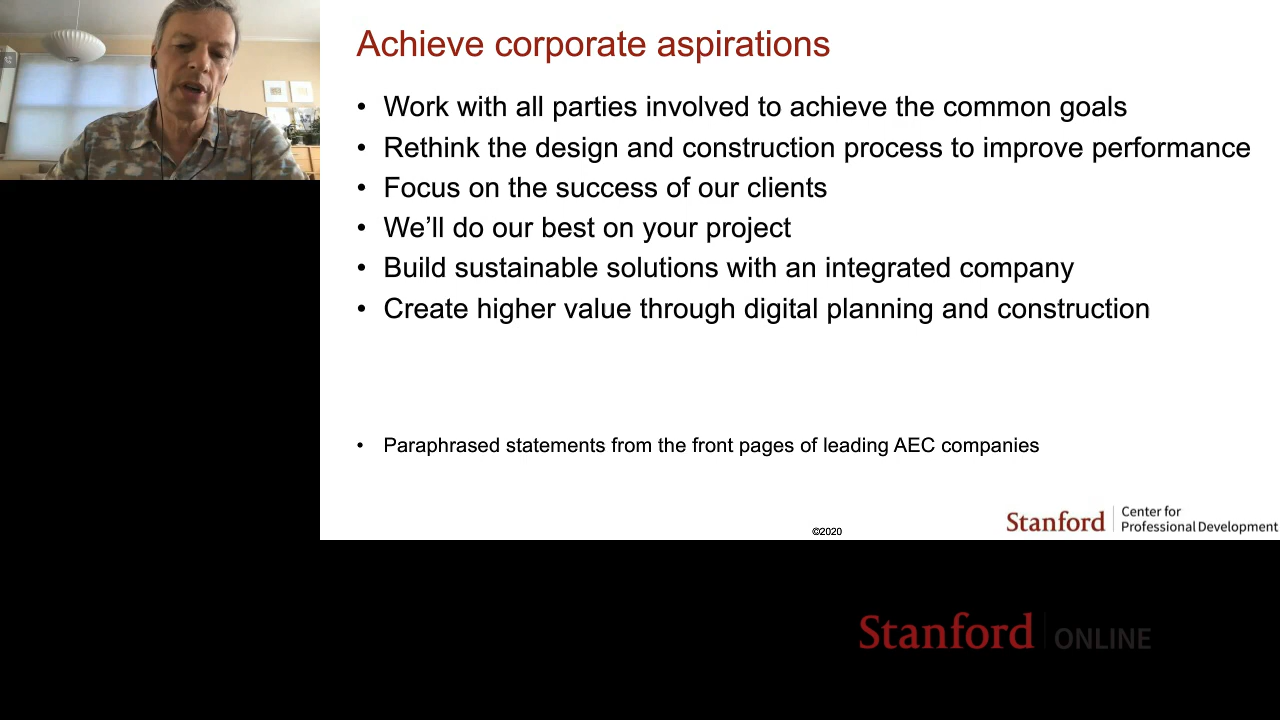 Achieve corporate aspirations
• Work with all parties involved to achieve the common goals
• Rethink the design and construction process to improve performance
• Focus on the success of our clients
• We’ll do our best on your project
• Build sustainable solutions with an integrated company
• Create higher value through digital planning and construction
• Paraphrased statements from the front pages of leading AEC companies
©2020
Stanford
Center for
Professional Development
Stanford ONLINE